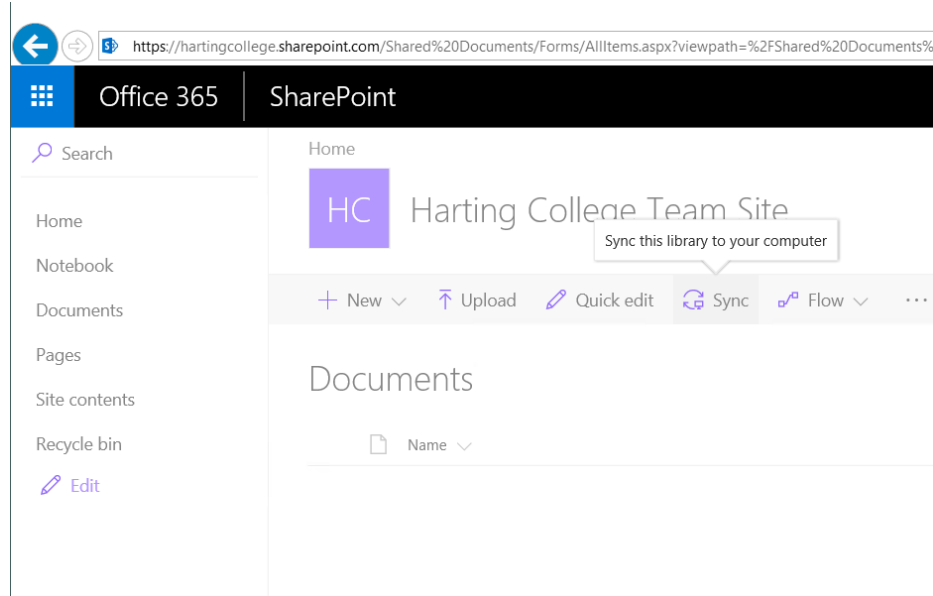 https://hartingcollege.sharepoint.com/Shared%20Documents/Forms/AllItems.aspx?viewpath=%2FShared%20Documents%
Office 365 SharePoint
Search
Home
Notebook
Documents
Pages
Site contents
Recycle bin
Edit
Home
HC Harting College Team Site
Sync this library to your computer
New Upload Quick edit Sync Flow ...
Documents
Name